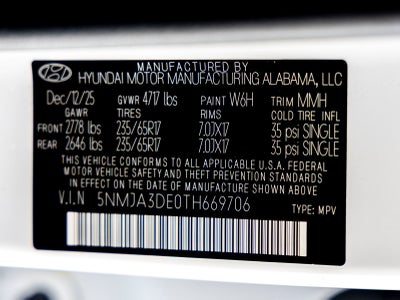 MANUFACTURED BY
HYUNDAI MOTOR MANUFACTURING ALABAMA, LLC
Dec/12/25 GVWR 4717 lbs PAINT W6H TRIM MMH
GAWR TIRES RIMS COLD TIRE INFL
FRONT 2778 lbs 235/65R17 7.0JX17 35 psi SINGLE
REAR 2646 lbs 235/65R17 7.0JX17 35 psi SINGLE
THIS VEHICLE CONFORMS TO ALL APPLICABLE U.S.A. FEDERAL
MOTOR VEHICLE SAFETY AND THEFT PREVENTION STANDARDS
IN EFFECT ON THE DATE OF MANUFACTURE SHOWN ABOVE.
V.I.N 5NMJA3DE0TH669706 TYPE: MPV